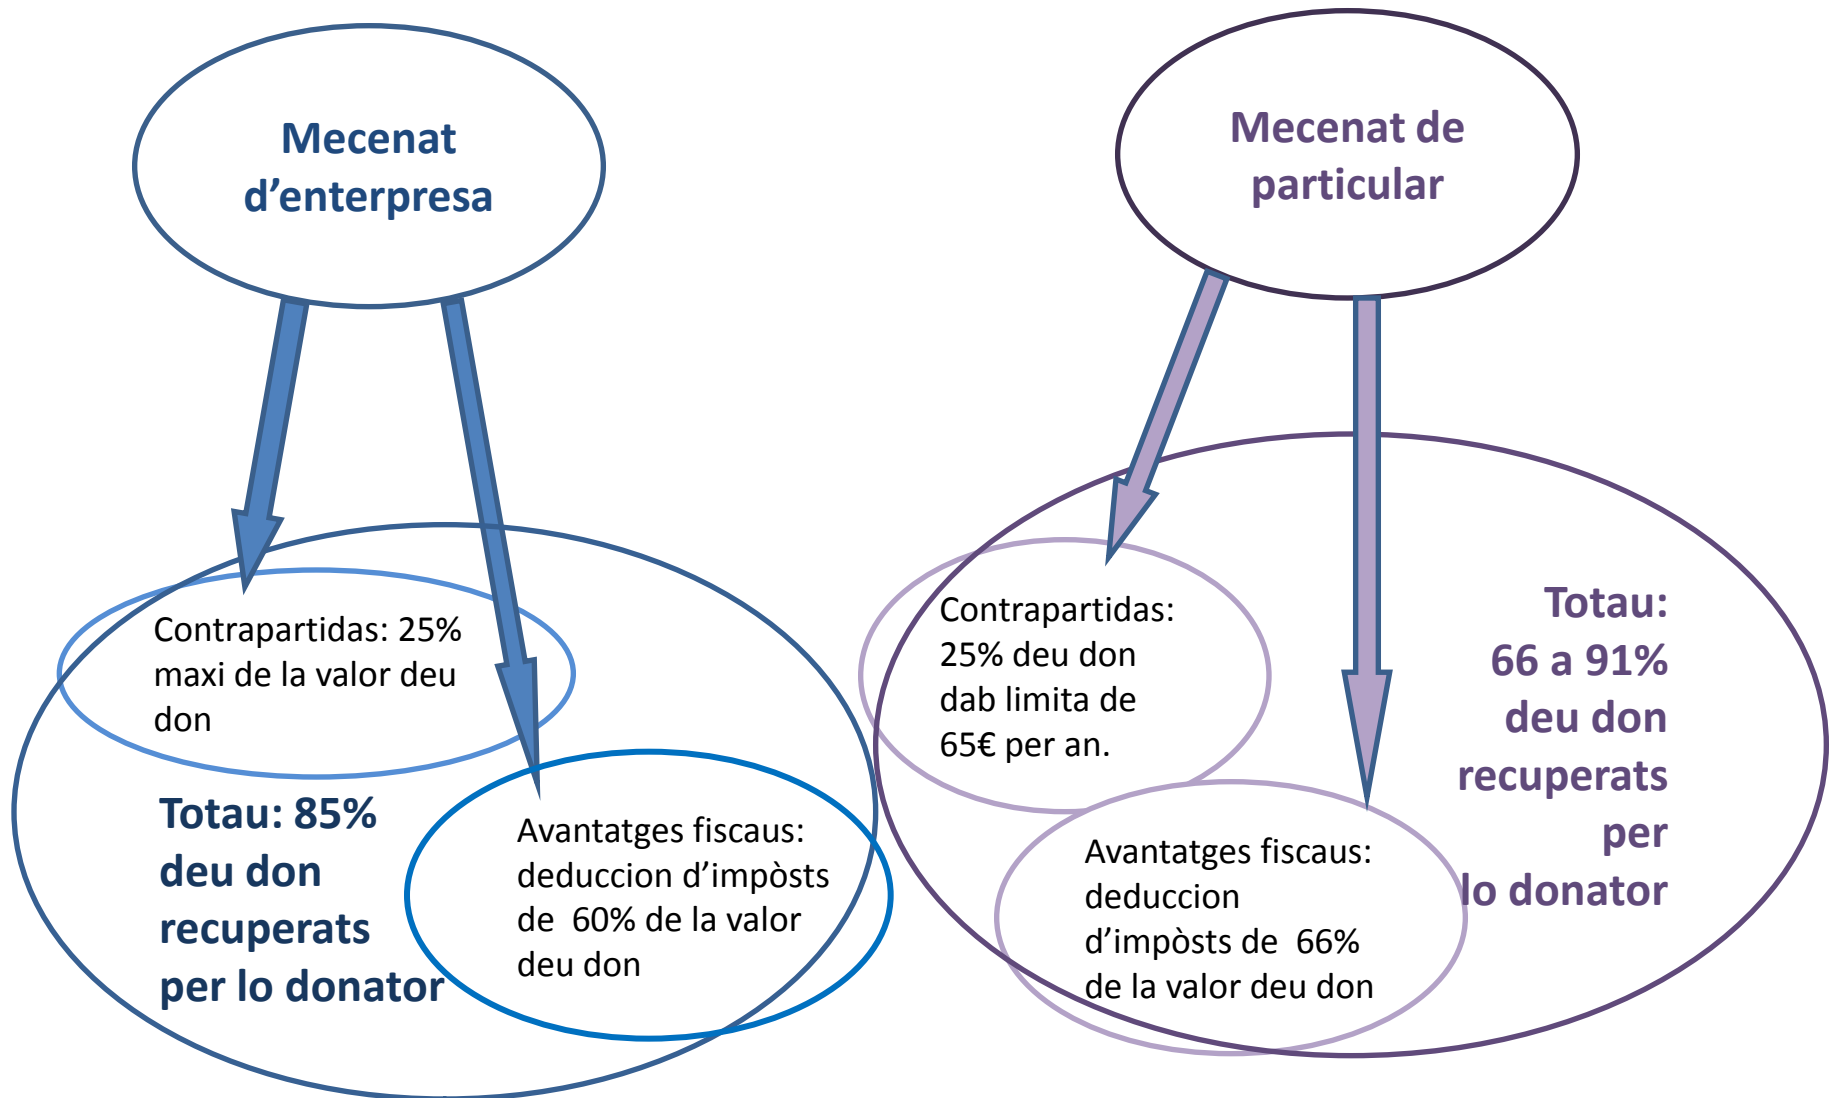 Mecenat
d’enterpresa
Contrapartidas: 25%
maxi de la valor deu
don
Totau: 85%
deu don
recuperats
per lo donator
Avantatges fiscaus:
deduccion d’impòsts
de  60% de la valor
deu don
Mecenat de
particular
Contrapartidas:
25% deu don
dab limita de
65€ per an.
Totau:
66 a 91%
deu don
recuperats
per
lo donator
Avantatges fiscaus:
deduccion
d’impòsts de  66%
de la valor deu don